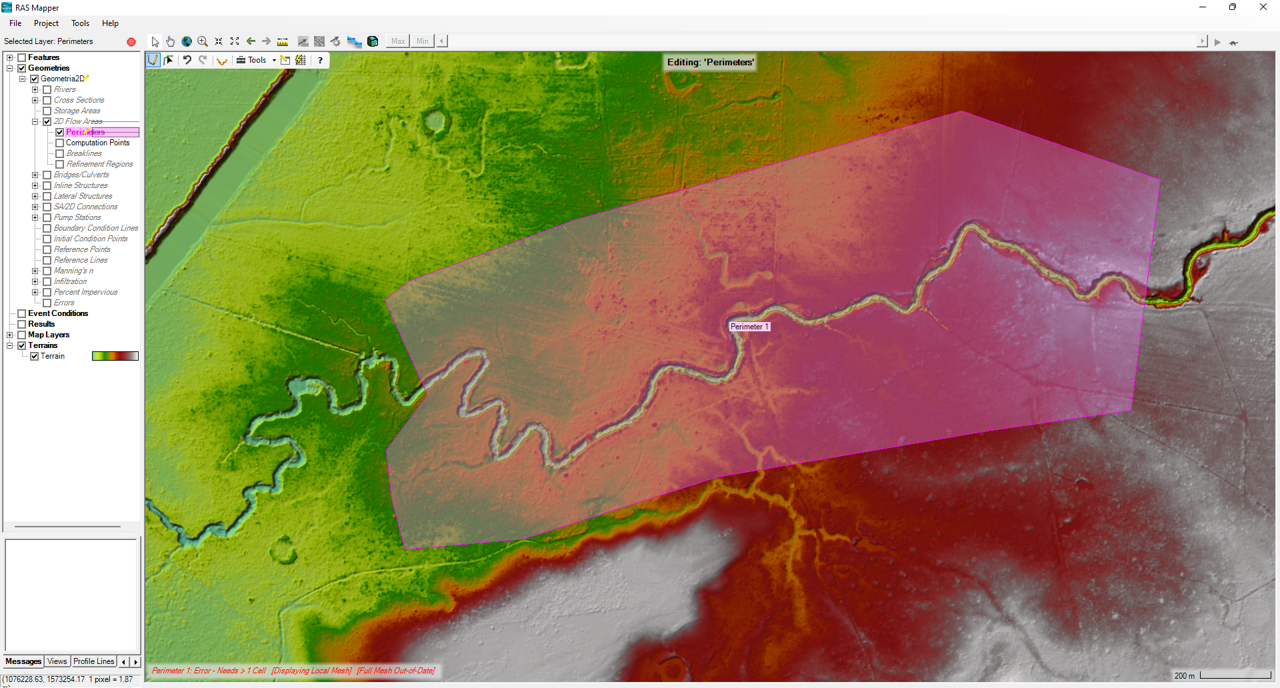 RAS Mapper
File Project Tools Help
Selected Layer: Perimeters
Max Min
Features
Geometries
Geometria2D
Rivers
Cross Sections
Storage Areas
2D Flow Areas
Perimeters
Computation Points
Breaklines
Refinement Regions
Bridges/Culverts
Inline Structures
Lateral Structures
SA/2D Connections
Pump Stations
Boundary Condition Lines
Initial Condition Points
Reference Points
Reference Lines
Manning's n
Infiltration
Percent Impervious
Errors
Event Conditions
Results
Map Layers
Terrains
Terrain
Tools ?
Editing: 'Perimeters'
Perimeter 1
Perimeter 1: Error - Needs > 1 Cell [Displaying Local Mesh] [Full Mesh Out-of-Date]
200 m
Messages Views Profile Lines
(1076228.63, 1573254.17 1 pixel = 1.87